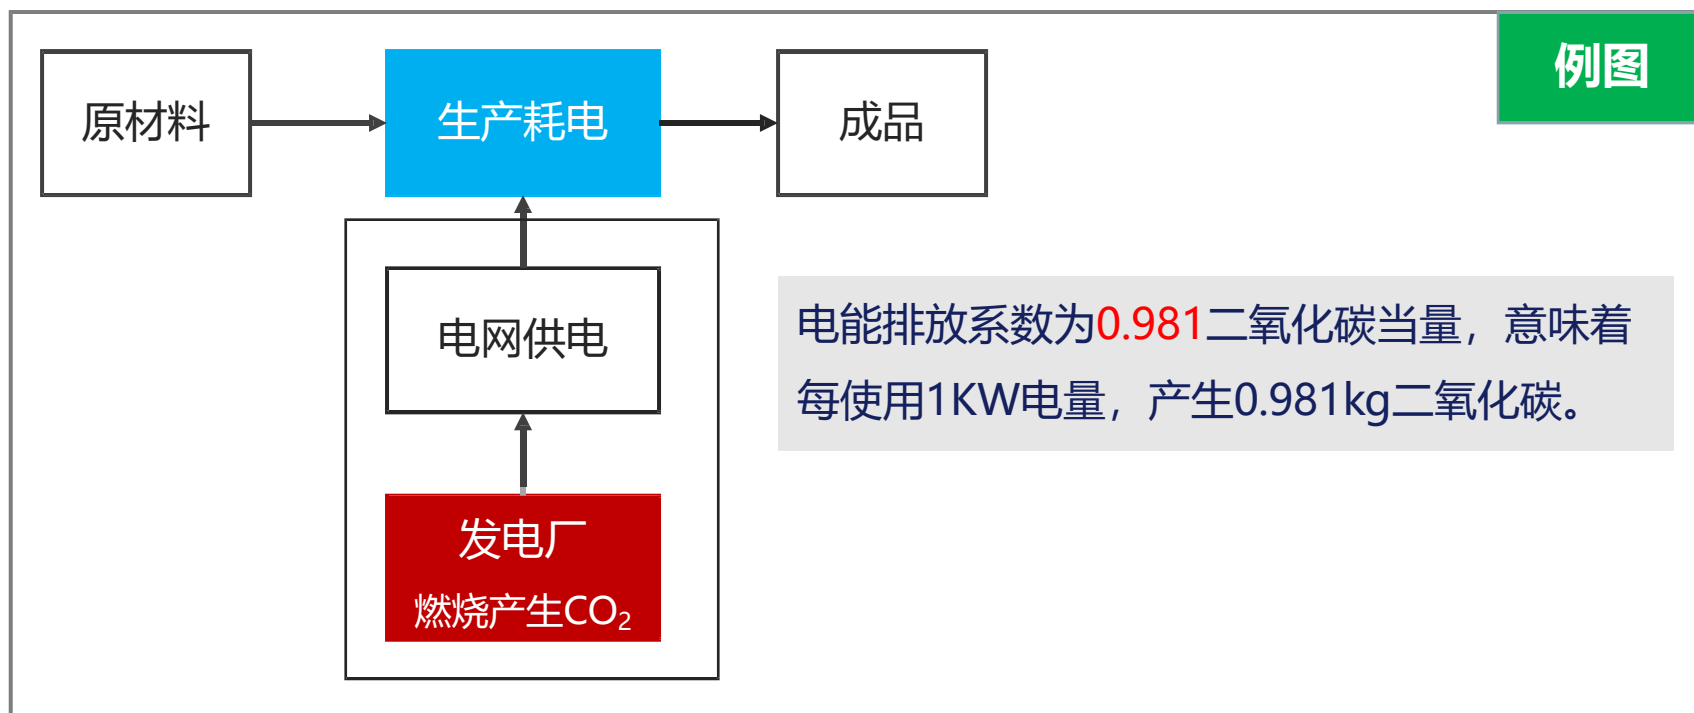 例图
原材料
生产耗电
成品
电网供电
发电厂
燃烧产生CO₂
电能排放系数为0.981二氧化碳当量，意味着
每使用1KW电量，产生0.981kg二氧化碳。